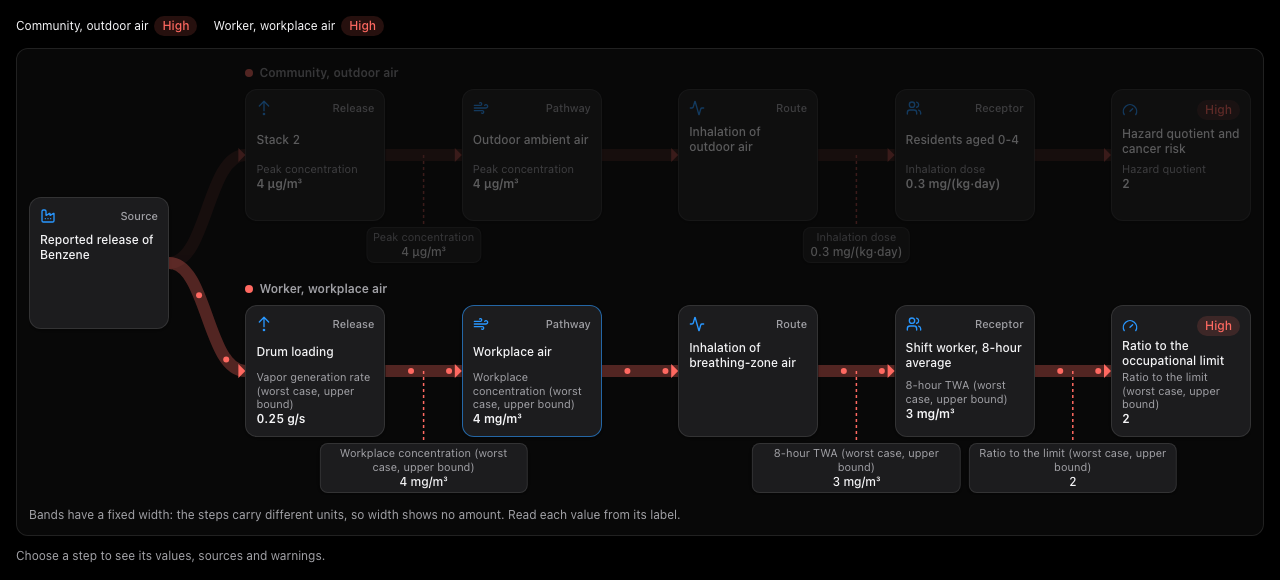 Community, outdoor air High Worker, workplace air High
Community, outdoor air
Release
Stack 2
Peak concentration
4 µg/m³
Pathway
Outdoor ambient air
Peak concentration
4 µg/m³
Route
Inhalation of
outdoor air
Receptor
Residents aged 0-4
Inhalation dose
0.3 mg/(kg·day)
High
Hazard quotient and
cancer risk
Hazard quotient
2
Peak concentration
4 µg/m³
Inhalation dose
0.3 mg/(kg·day)
Source
Reported release of
Benzene
Worker, workplace air
Release
Drum loading
Vapor generation rate
(worst case, upper
bound)
0.25 g/s
Pathway
Workplace air
Workplace
concentration (worst
case, upper bound)
4 mg/m³
Route
Inhalation of
breathing-zone air
Receptor
Shift worker, 8-hour
average
8-hour TWA (worst
case, upper bound)
3 mg/m³
High
Ratio to the
occupational limit
Ratio to the limit
(worst case, upper
bound)
2
Workplace concentration (worst
case, upper bound)
4 mg/m³
8-hour TWA (worst case, upper
bound)
3 mg/m³
Ratio to the limit (worst case, upper
bound)
2
Bands have a fixed width: the steps carry different units, so width shows no amount. Read each value from its label.
Choose a step to see its values, sources and warnings.